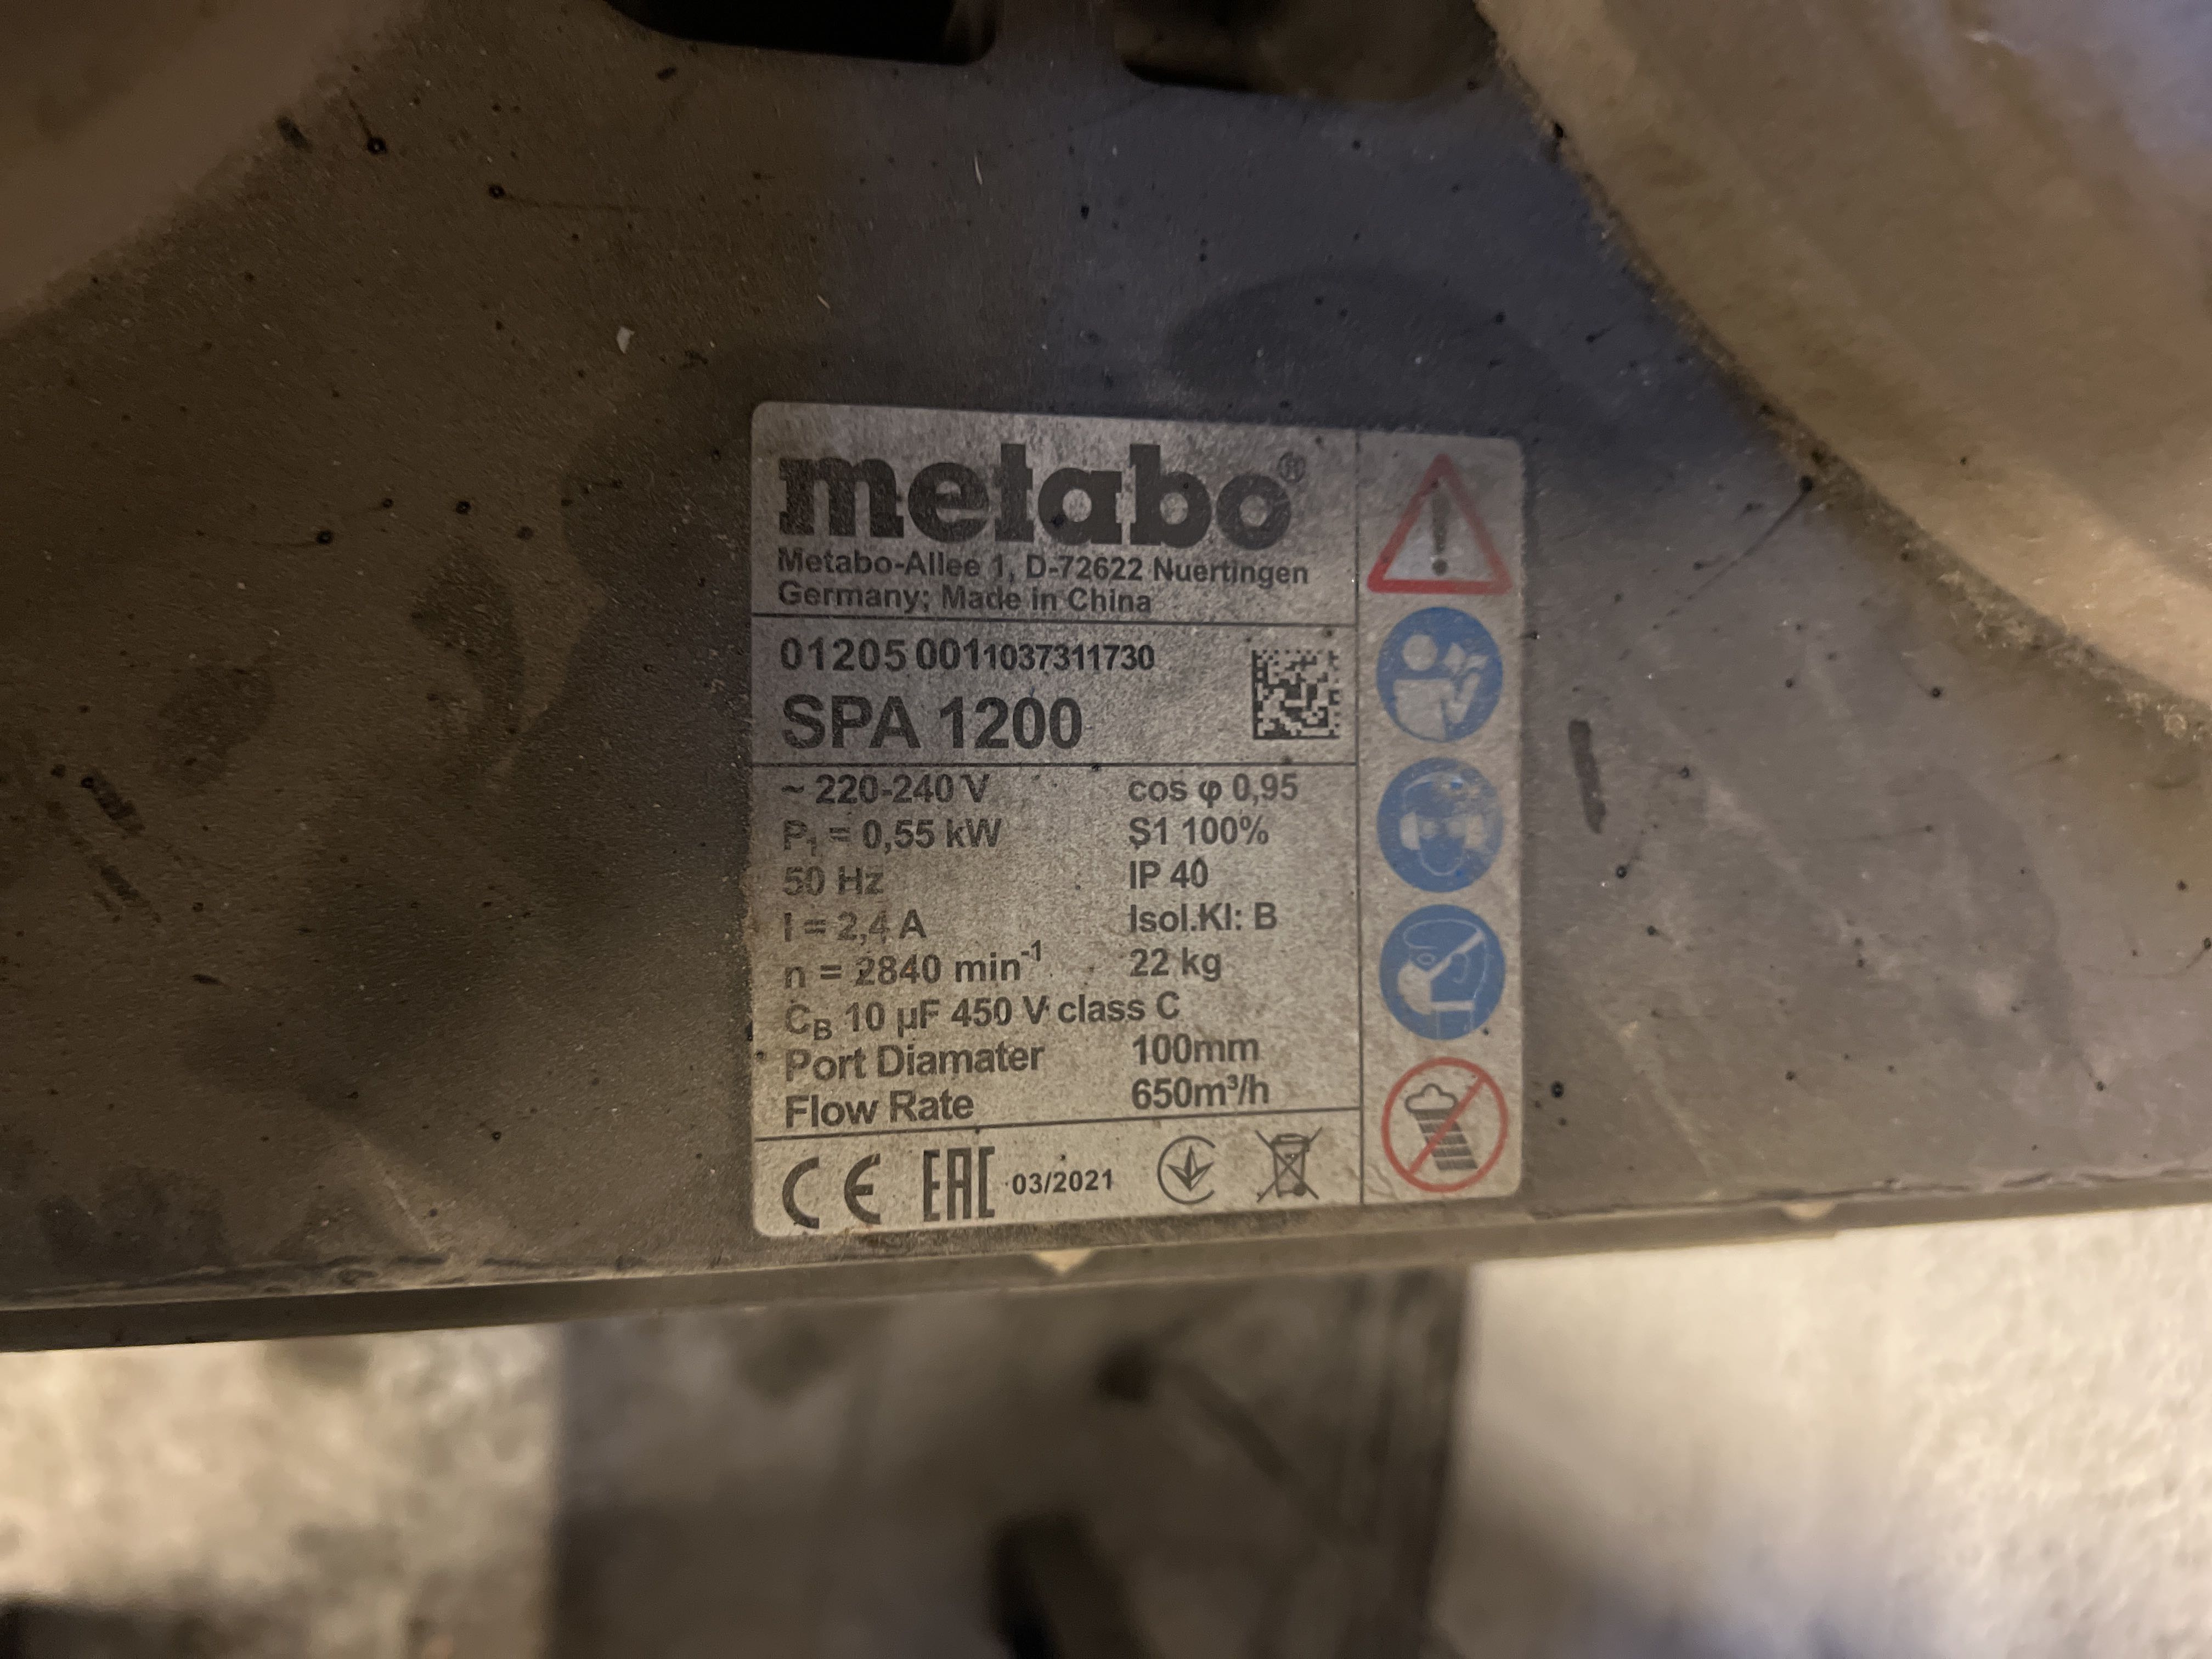 metabo®
Metabo-Allee 1, D-72622 Nuertingen
Germany; Made in China
01205 0011037311730
SPA 1200
~ 220-240 V cos φ 0,95
P₁ = 0,55 kW S1 100%
50 Hz IP 40
I = 2,4 A Isol.Kl: B
n = 2840 min⁻¹ 22 kg
C_B 10 µF 450 V class C
Port Diamater 100mm
Flow Rate 650m³/h
CE EAC 03/2021